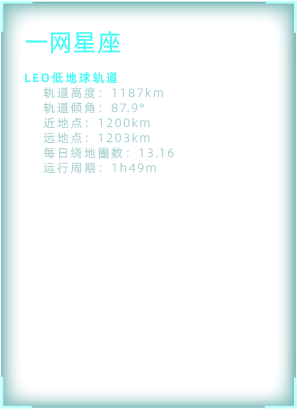 一网星座
LEO低地球轨道
轨道高度：1187km
轨道倾角：87.9°
近地点：1200km
远地点：1203km
每日绕地圈数：13.16
运行周期：1h49m